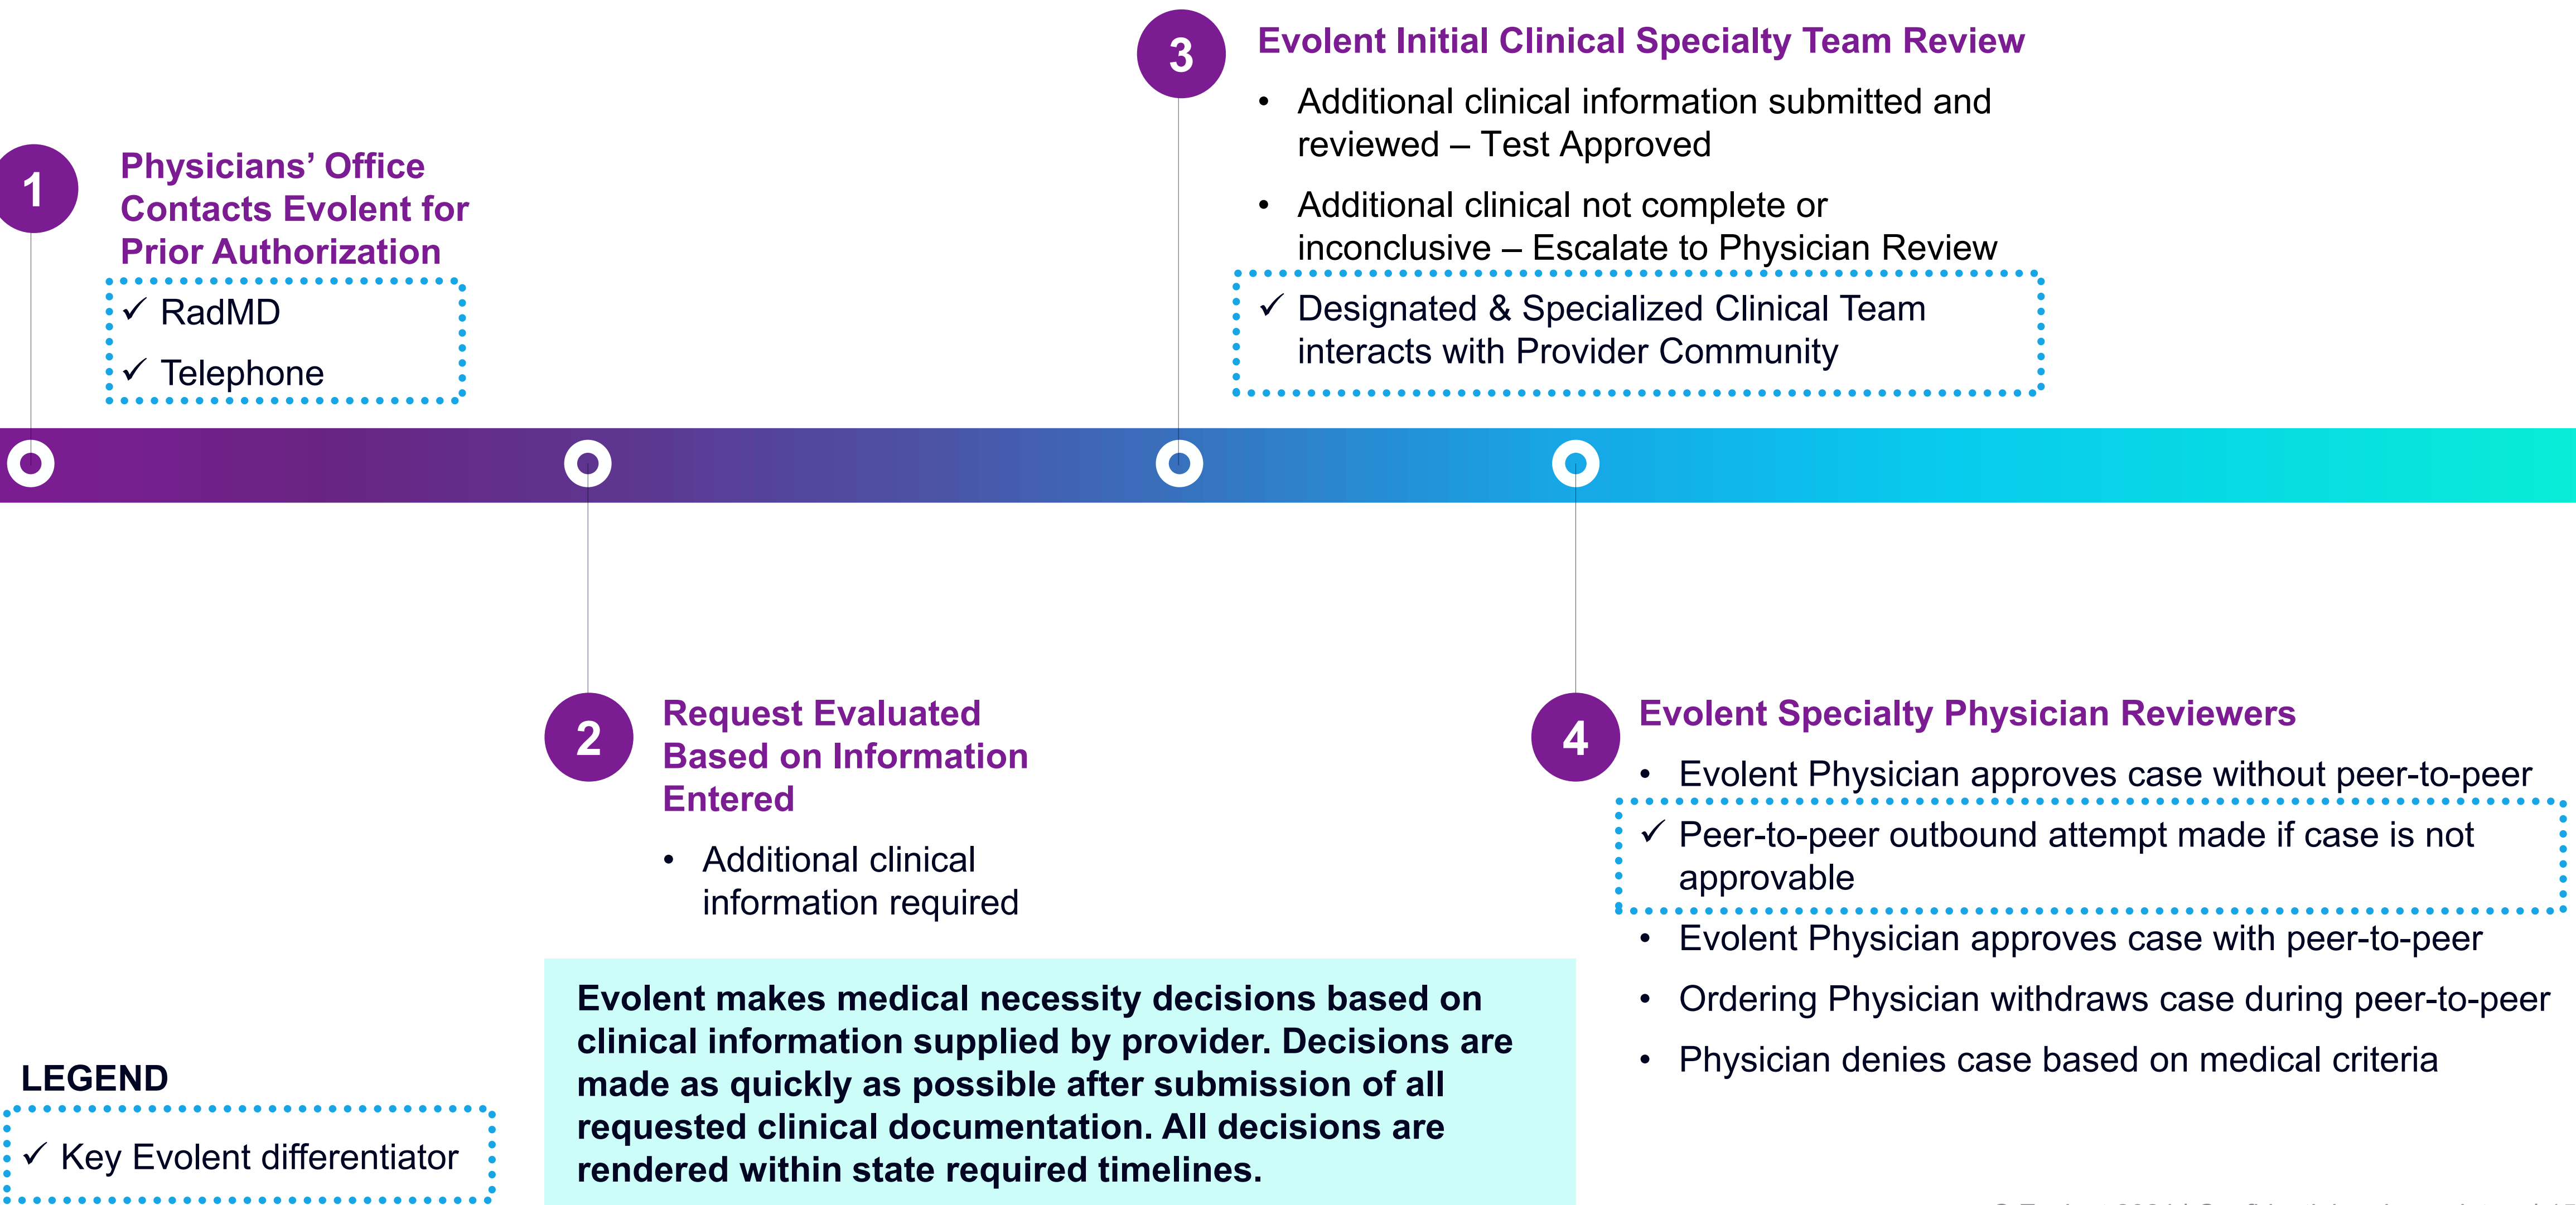 1
Physicians’ Office
Contacts Evolent for
Prior Authorization
✓ RadMD
✓ Telephone
2
Request Evaluated
Based on Information
Entered
• Additional clinical
information required
3
Evolent Initial Clinical Specialty Team Review
• Additional clinical information submitted and
reviewed – Test Approved
• Additional clinical not complete or
inconclusive – Escalate to Physician Review
✓ Designated & Specialized Clinical Team
interacts with Provider Community
4
Evolent Specialty Physician Reviewers
• Evolent Physician approves case without peer-to-peer
✓ Peer-to-peer outbound attempt made if case is not
approvable
• Evolent Physician approves case with peer-to-peer
• Ordering Physician withdraws case during peer-to-peer
• Physician denies case based on medical criteria
Evolent makes medical necessity decisions based on
clinical information supplied by provider. Decisions are
made as quickly as possible after submission of all
requested clinical documentation. All decisions are
rendered within state required timelines.
LEGEND
✓ Key Evolent differentiator